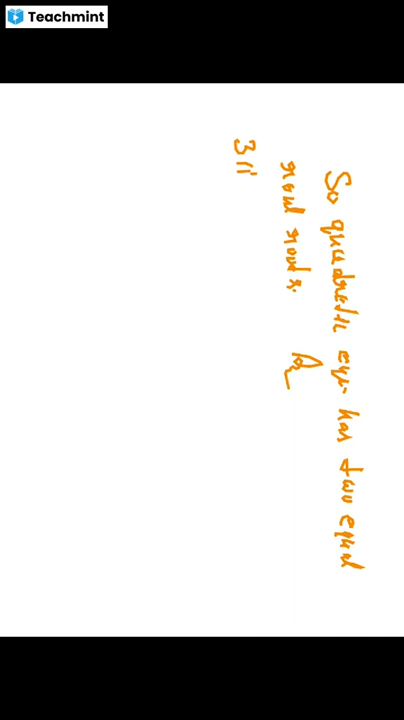 Teachmint
So quadratic eqn. has two equal
real roots.
3||